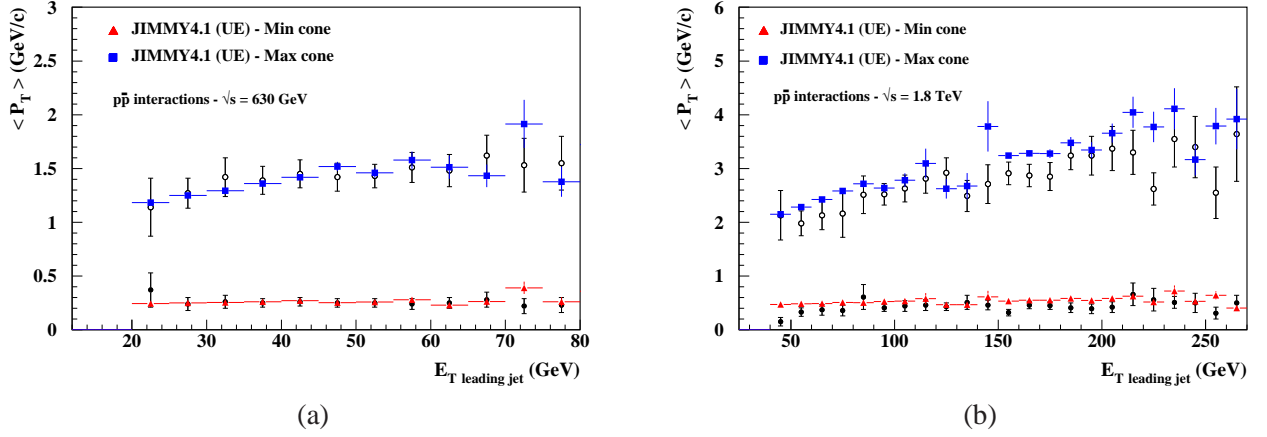 < P_T > (GeV/c)
3
2.5
2
1.5
1
0.5
0
JIMMY4.1 (UE) - Min cone
JIMMY4.1 (UE) - Max cone
pp̄ interactions - √s = 630 GeV
20 30 40 50 60 70 80
E_T leading jet (GeV)
(a)
< P_T > (GeV/c)
6
5
4
3
2
1
0
JIMMY4.1 (UE) - Min cone
JIMMY4.1 (UE) - Max cone
pp̄ interactions - √s = 1.8 TeV
50 100 150 200 250
E_T leading jet (GeV)
(b)